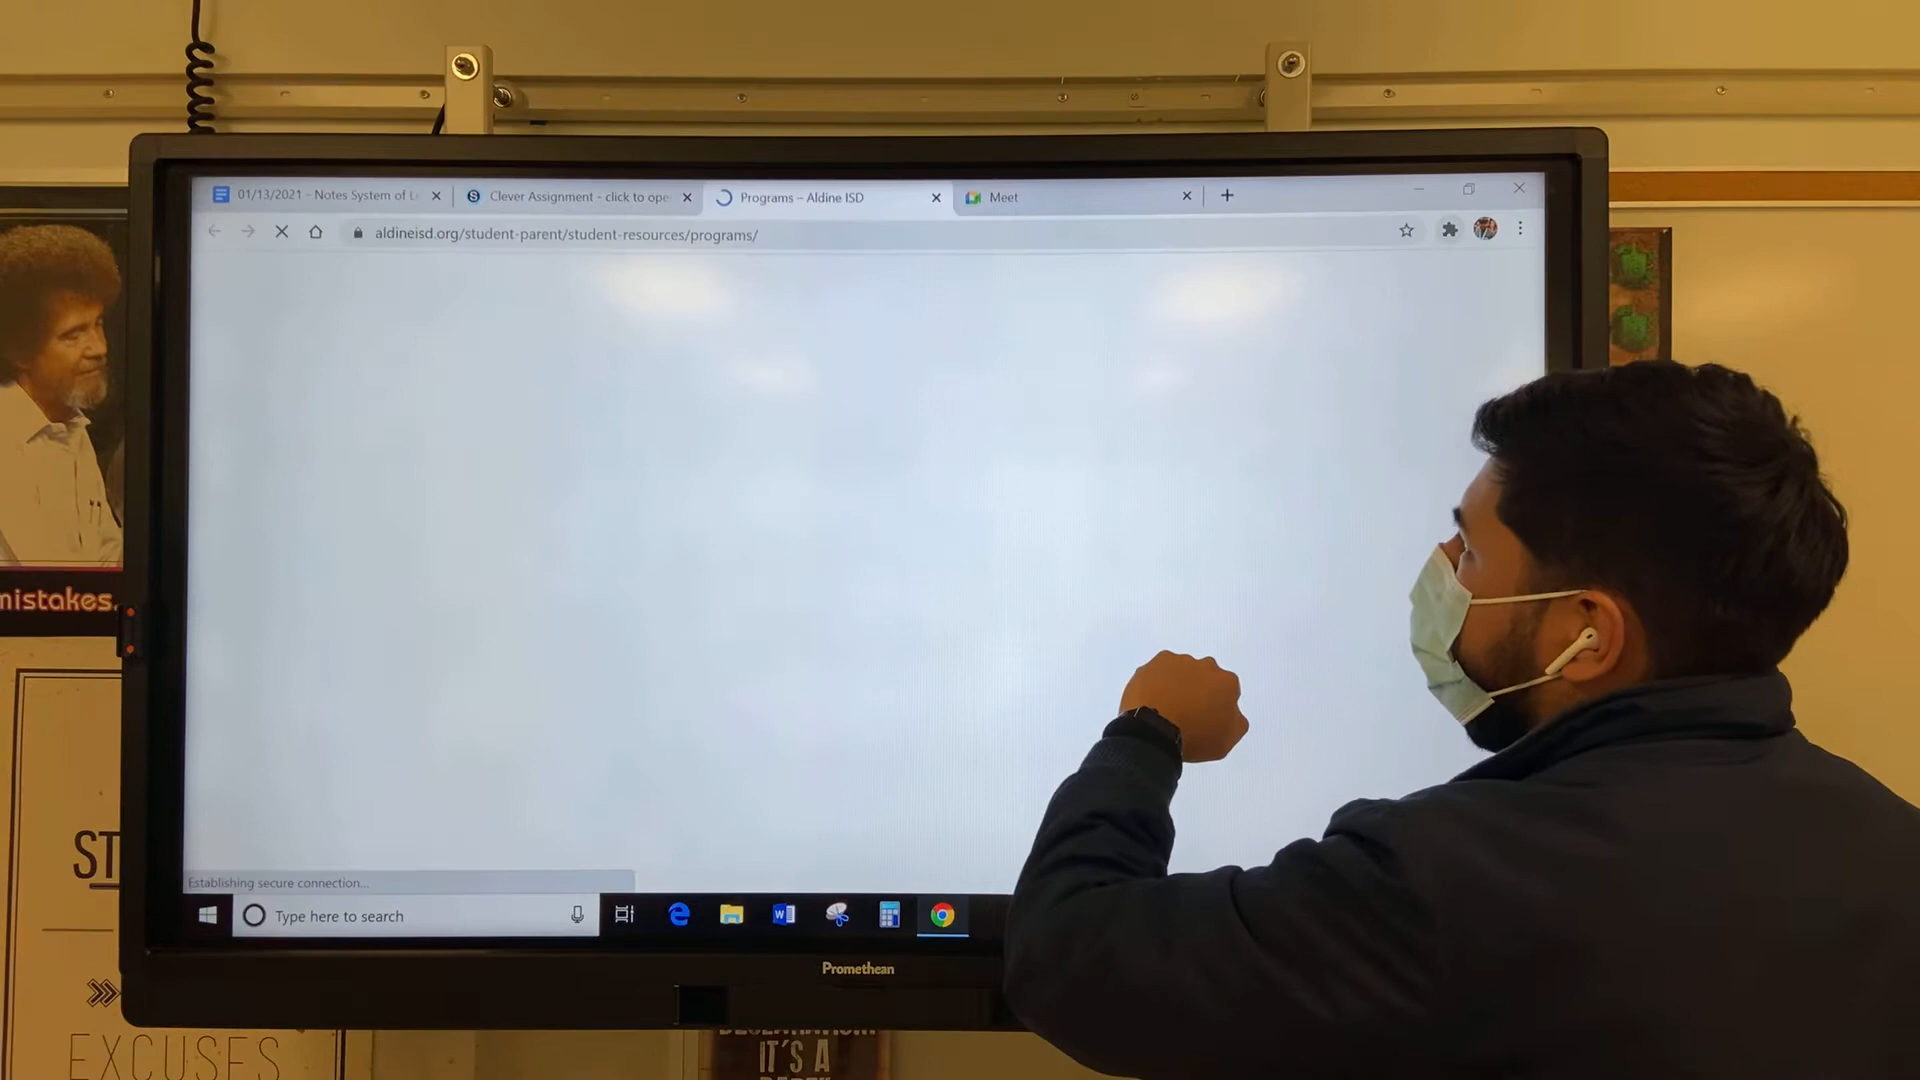 01/13/2021 - Notes System of Li
Clever Assignment - click to ope
Programs – Aldine ISD
Meet
aldineisd.org/student-parent/student-resources/programs/
mistakes.
ST
EXCUSES
Establishing secure connection...
Type here to search
Promethean
IT'S A